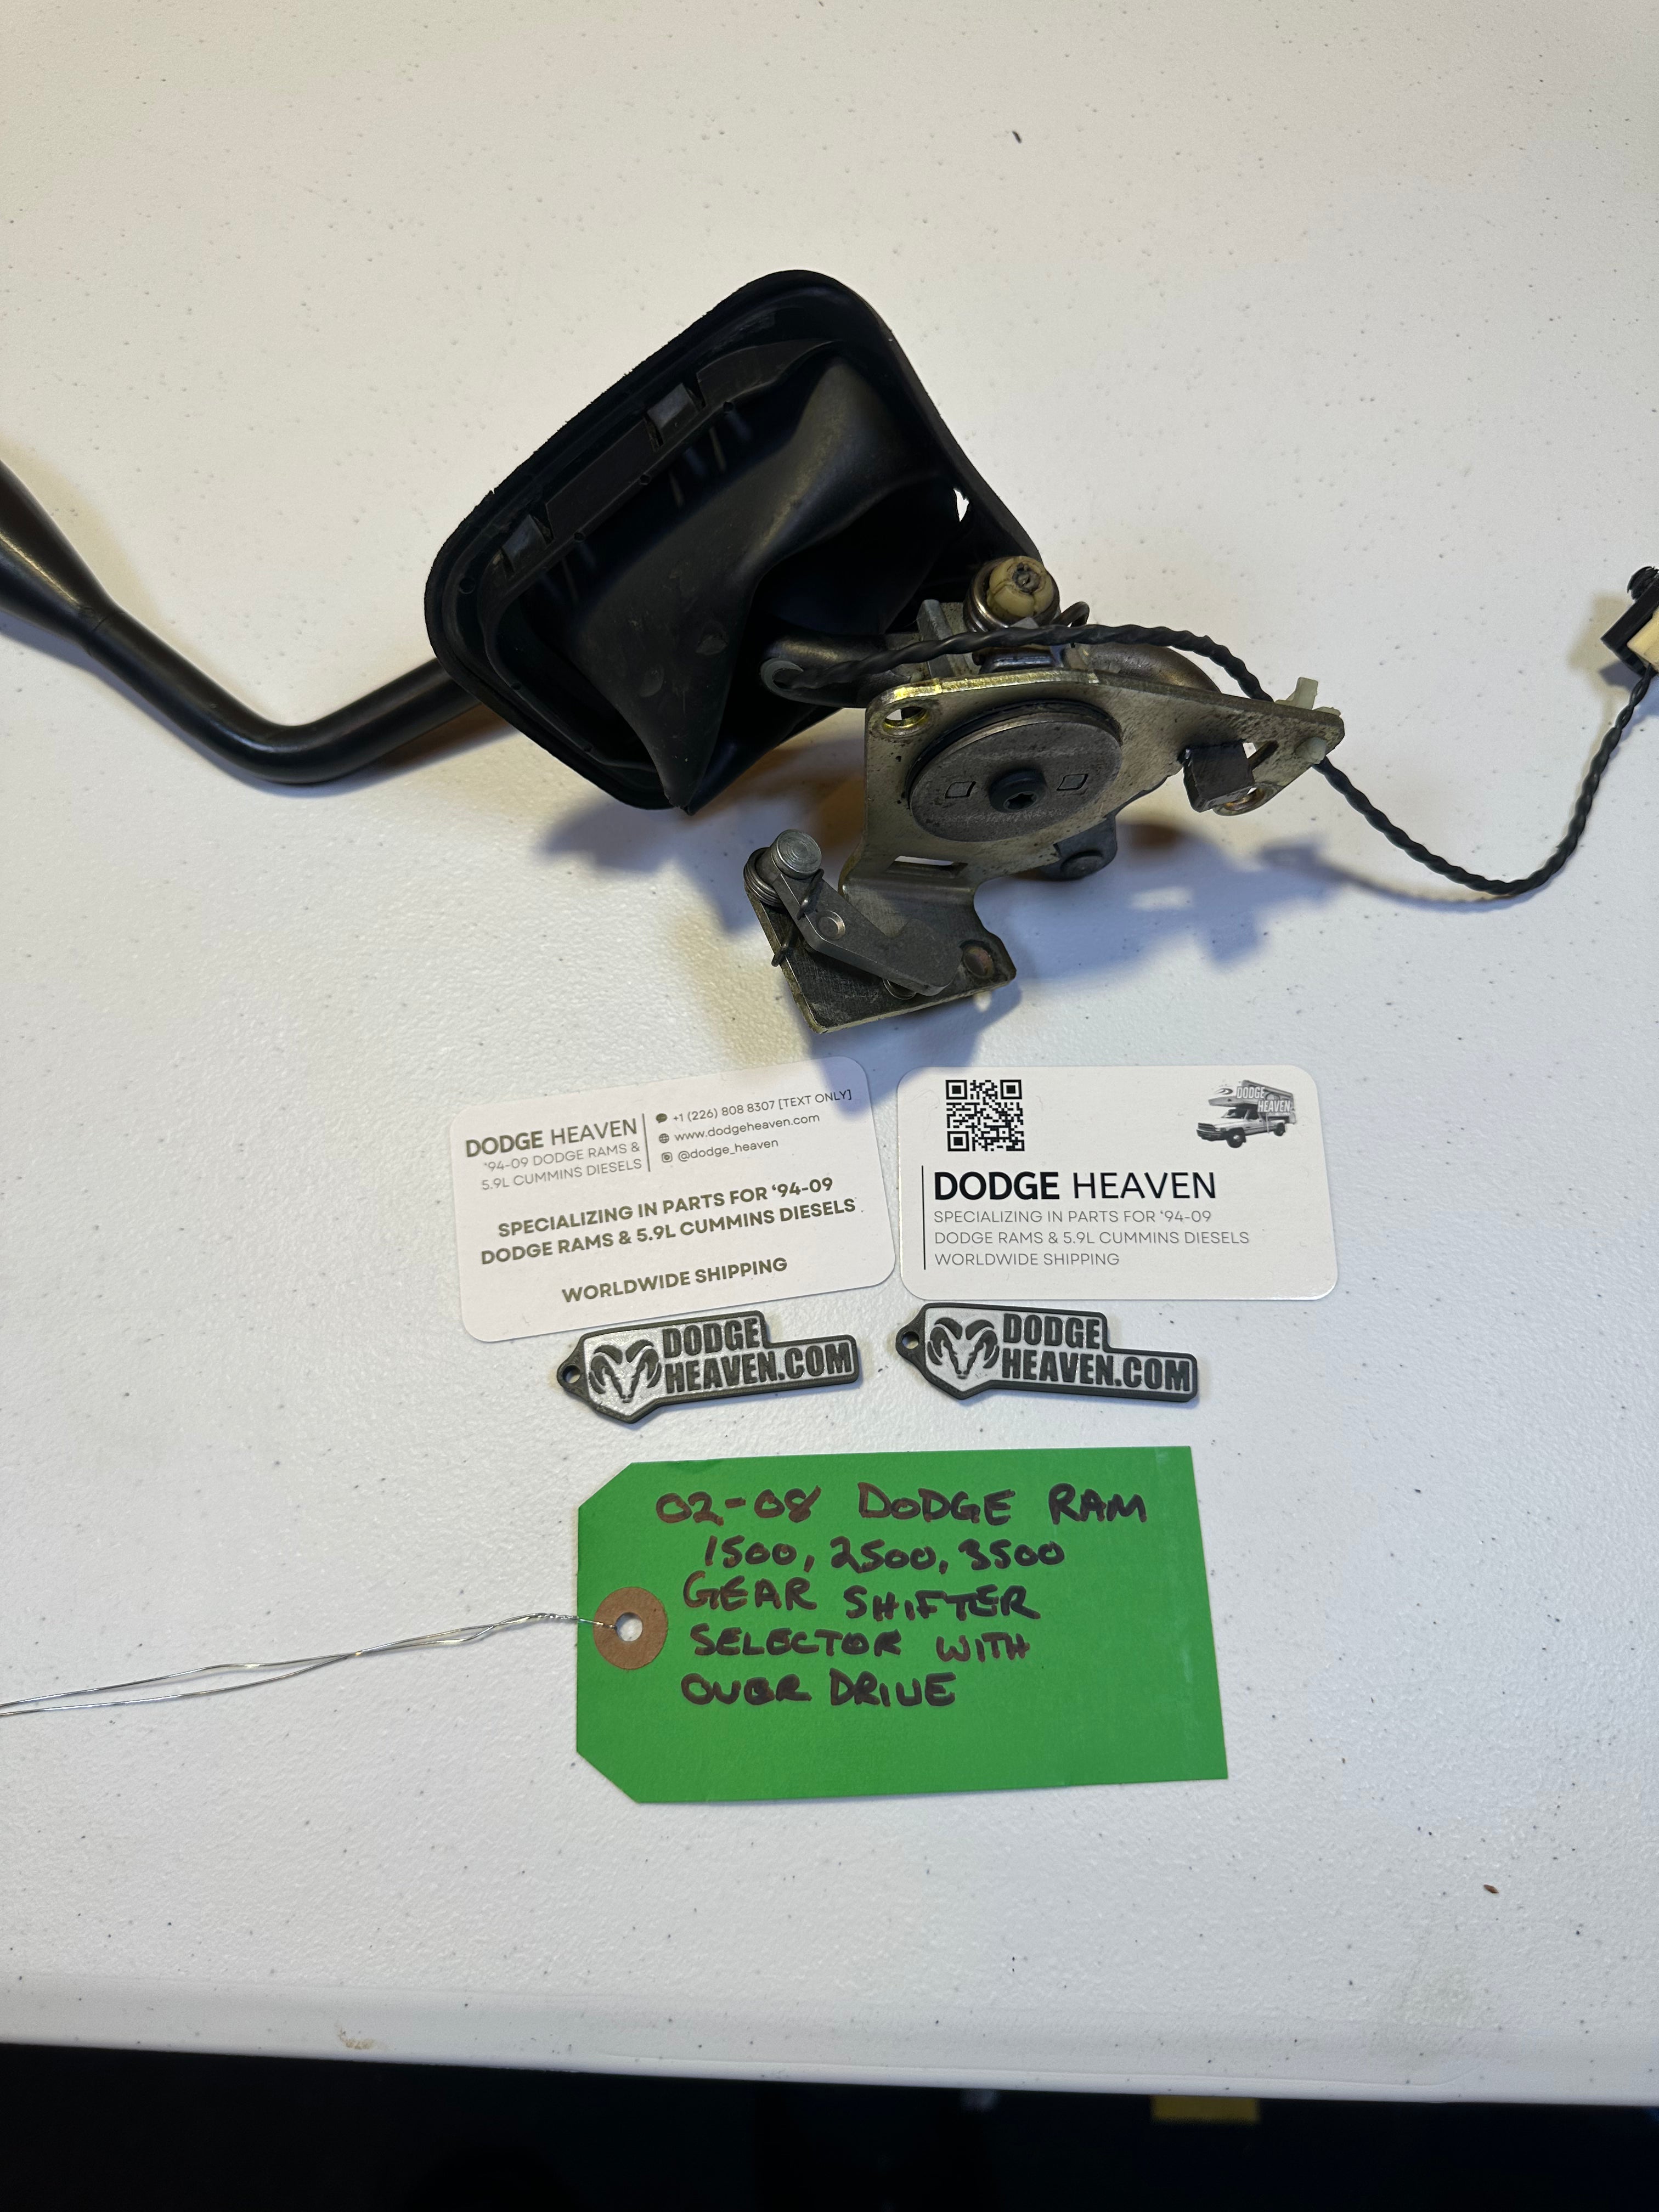 DODGE HEAVEN
'94-09 DODGE RAMS &
5.9L CUMMINS DIESELS
+1 (226) 808 8307 [TEXT ONLY]
www.dodgeheaven.com
@dodge_heaven
SPECIALIZING IN PARTS FOR '94-09
DODGE RAMS & 5.9L CUMMINS DIESELS
WORLDWIDE SHIPPING
DODGE
HEAVEN
DODGE HEAVEN
SPECIALIZING IN PARTS FOR '94-09
DODGE RAMS & 5.9L CUMMINS DIESELS
WORLDWIDE SHIPPING
DODGE
HEAVEN.COM
DODGE
HEAVEN.COM
02-08 DODGE RAM
1500, 2500, 3500
GEAR SHIFTER
SELECTOR WITH
OVER DRIVE